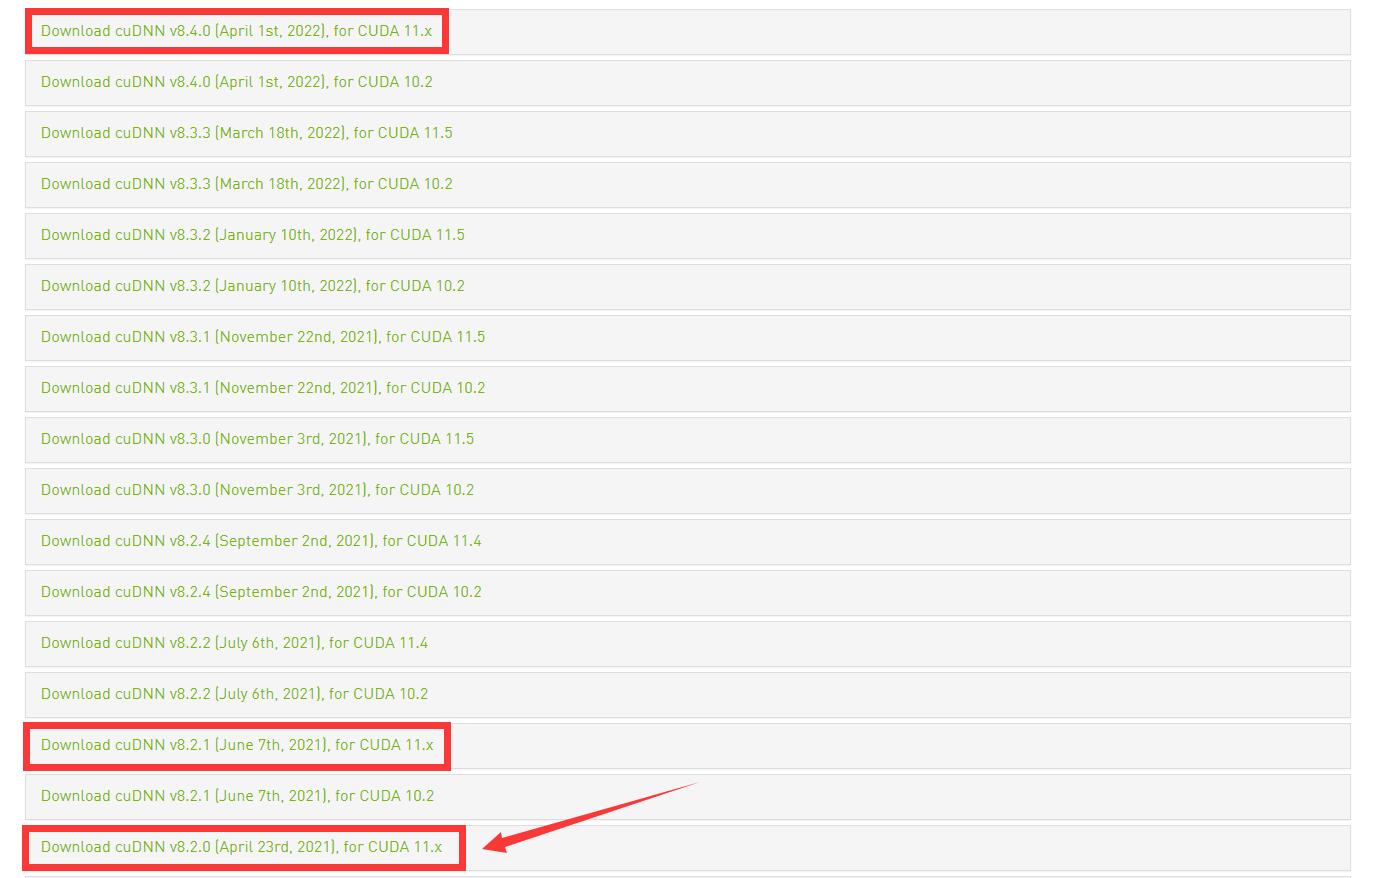 Download cuDNN v8.4.0 (April 1st, 2022), for CUDA 11.x
Download cuDNN v8.4.0 (April 1st, 2022), for CUDA 10.2
Download cuDNN v8.3.3 (March 18th, 2022), for CUDA 11.5
Download cuDNN v8.3.3 (March 18th, 2022), for CUDA 10.2
Download cuDNN v8.3.2 (January 10th, 2022), for CUDA 11.5
Download cuDNN v8.3.2 (January 10th, 2022), for CUDA 10.2
Download cuDNN v8.3.1 (November 22nd, 2021), for CUDA 11.5
Download cuDNN v8.3.1 (November 22nd, 2021), for CUDA 10.2
Download cuDNN v8.3.0 (November 3rd, 2021), for CUDA 11.5
Download cuDNN v8.3.0 (November 3rd, 2021), for CUDA 10.2
Download cuDNN v8.2.4 (September 2nd, 2021), for CUDA 11.4
Download cuDNN v8.2.4 (September 2nd, 2021), for CUDA 10.2
Download cuDNN v8.2.2 (July 6th, 2021), for CUDA 11.4
Download cuDNN v8.2.2 (July 6th, 2021), for CUDA 10.2
Download cuDNN v8.2.1 (June 7th, 2021), for CUDA 11.x
Download cuDNN v8.2.1 (June 7th, 2021), for CUDA 10.2
Download cuDNN v8.2.0 (April 23rd, 2021), for CUDA 11.x